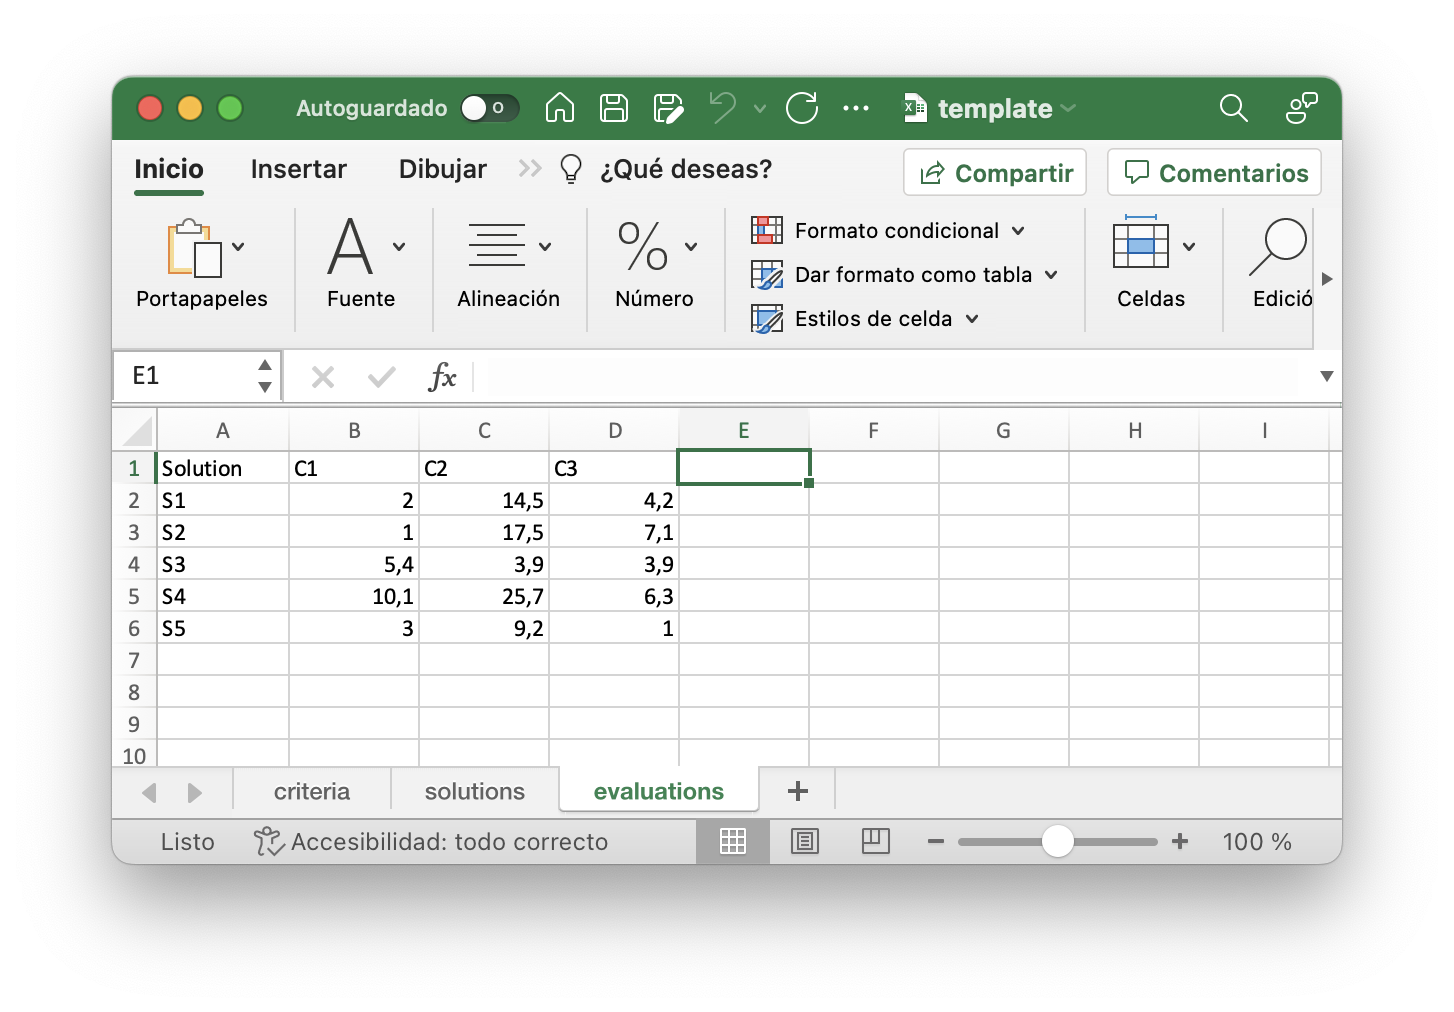 Autoguardado
template
Inicio Insertar Dibujar ¿Qué deseas? Compartir Comentarios
Portapapeles Fuente Alineación Número Formato condicional Celdas Edició
Dar formato como tabla
Estilos de celda
E1 fx
A B C D E F G H I
1 Solution C1 C2 C3
2 S1 2 14,5 4,2
3 S2 1 17,5 7,1
4 S3 5,4 3,9 3,9
5 S4 10,1 25,7 6,3
6 S5 3 9,2 1
7
8
9
10
criteria solutions evaluations +
Listo Accesibilidad: todo correcto 100 %